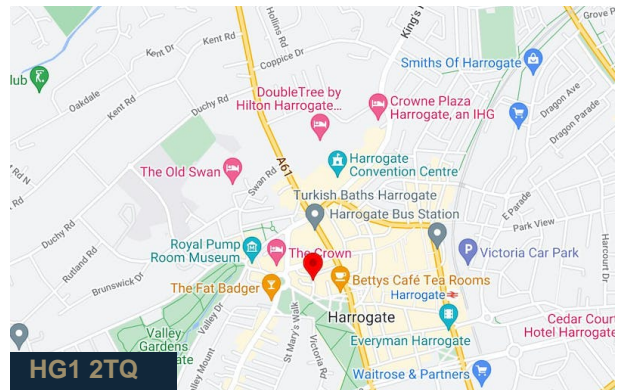 Grove P
Hollins Rd
King's R
Kent Rd
Kent Dr
Coppice Dr
Smiths Of Harrogate
lub
Oakdale
Kent Rd
Duchy Rd
DoubleTree by
Hilton Harrogate...
Crowne Plaza
Harrogate, an IHG
Dragon Ave
Dragon Parade
A61
Harrogate
Convention Centre
The Old Swan
Swan Rd
Rd N
Turkish Baths Harrogate
Harrogate Bus Station
E Parade
Park View
Duchy Rd
Rutland Rd
Royal Pump
Room Museum
The Crown
Victoria Car Park
Harcourt Dr
Brunswick Dr
The Fat Badger
Bettys Café Tea Rooms
Harrogate
Valley Dr
St Mary's Walk
Victoria Rd
Harrogate
Everyman Harrogate
Cedar Court
Hotel Harrogate
Valley
Gardens
gate
Valley Mount
Waitrose & Partners
HG1 2TQ